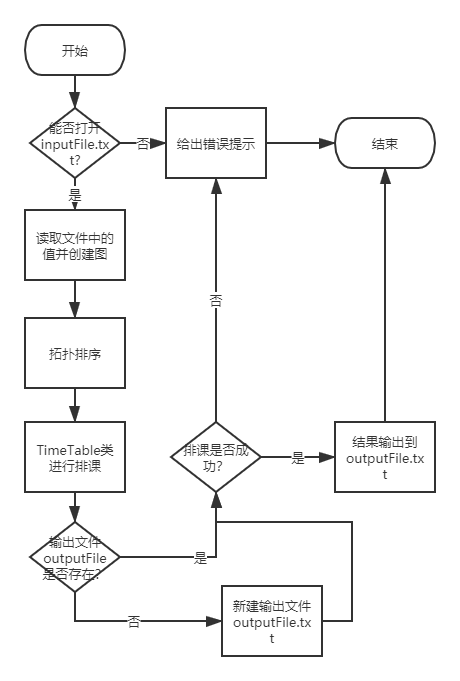 开始
能否打开
inputFile.tx
t?
否
给出错误提示
结束
是
读取文件中的
值并创建图
拓扑排序
否
TimeTable类
进行排课
排课是否成
功?
是
结果输出到
outputFile.tx
t
输出文件
outputFile
是否存在?
是
否
新建输出文件
outputFile.tx
t